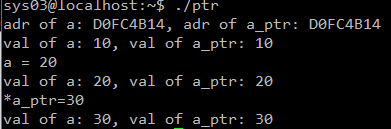 sys03@localhost:~$ ./ptr
adr of a: D0FC4B14, adr of a_ptr: D0FC4B14
val of a: 10, val of a_ptr: 10
a = 20
val of a: 20, val of a_ptr: 20
*a_ptr=30
val of a: 30, val of a_ptr: 30